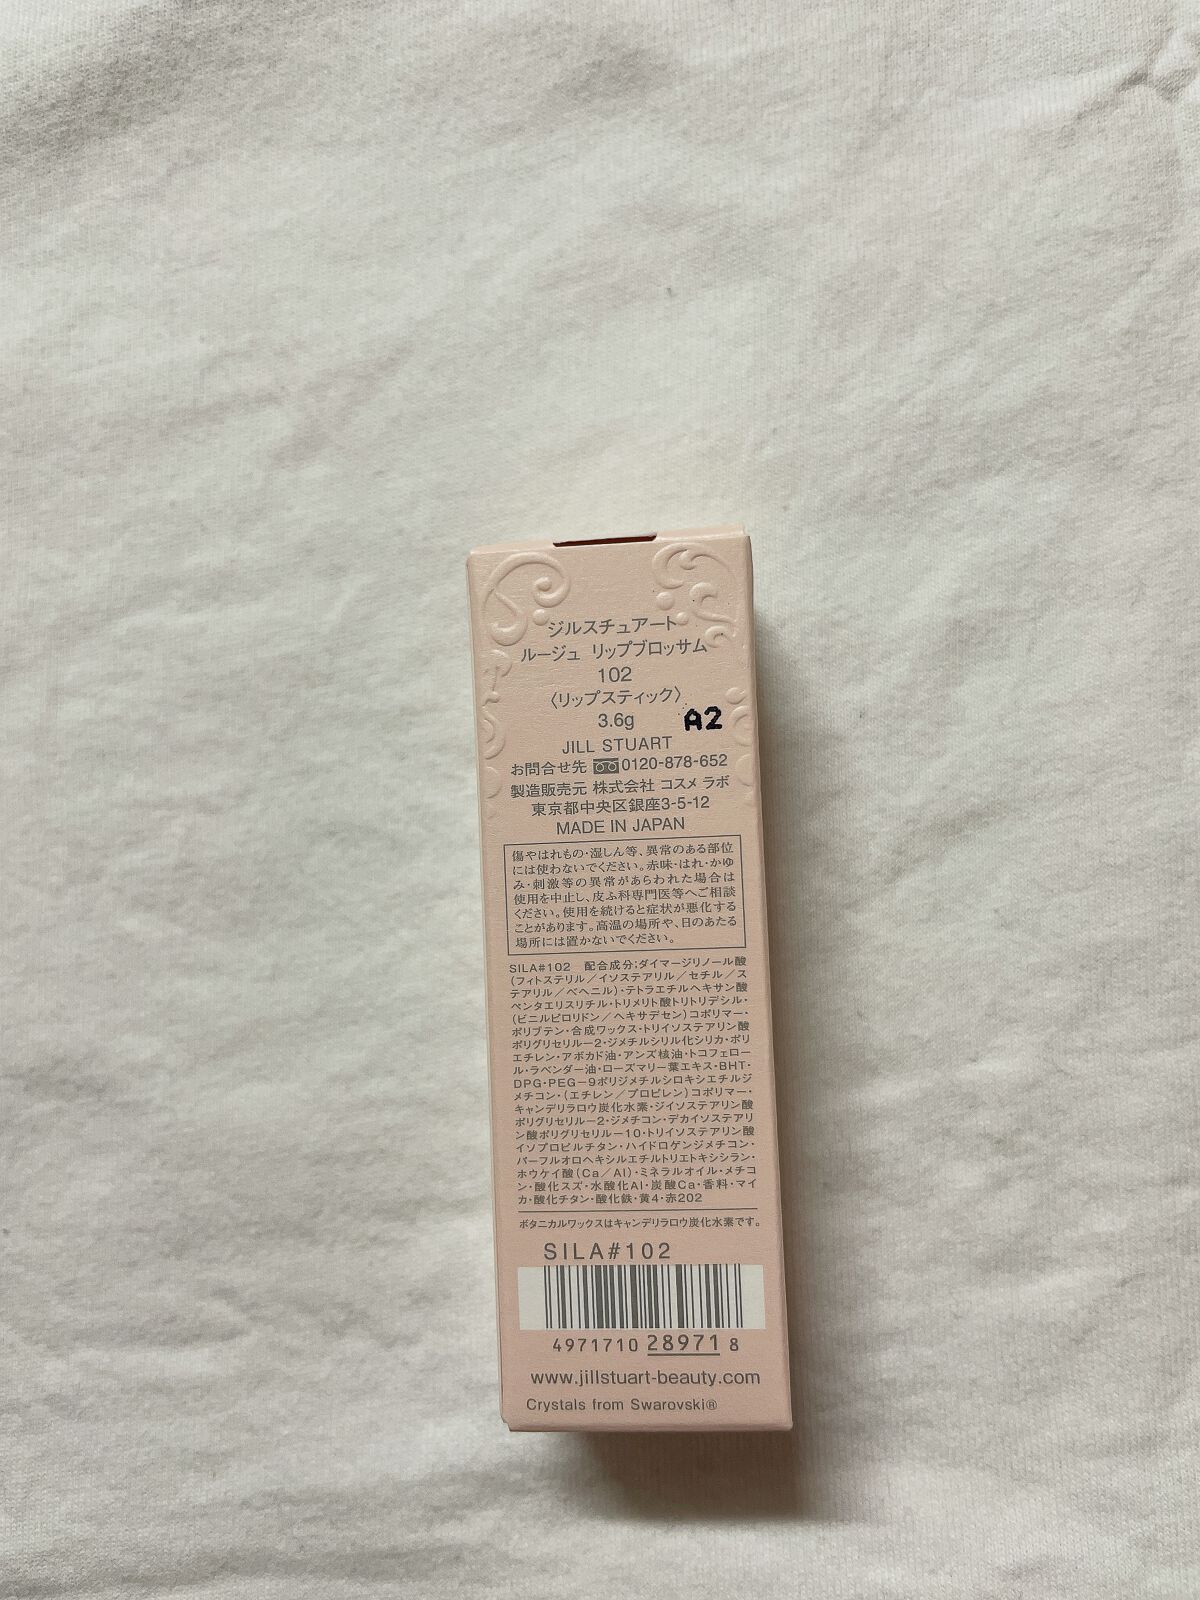 ジルスチュアート
ルージュ リップブロッサム
102
〈リップスティック〉
3.6g
A2
JILL STUART
お問合せ先 0120-878-652
製造販売元 株式会社 コスメ ラボ
東京都中央区銀座3-5-12
MADE IN JAPAN
傷やはれもの・湿しん等、異常のある部位
には使わないでください。赤味・はれ・かゆ
み・刺激等の異常があらわれた場合は
使用を中止し、皮ふ科専門医等へご相談
ください。使用を続けると症状が悪化する
ことがあります。高温の場所や、日のあたる
場所には置かないでください。
SILA#102 配合成分;ダイマージリノール酸
(フィトステリル/イソステアリル/セチル/ス
テアリル/ベヘニル)・テトラエチルヘキサン酸
ペンタエリスリチル・トリメリト酸トリトリデシル・
(ビニルピロリドン/ヘキサデセン)コポリマー・
ポリブテン・合成ワックス・トリイソステアリン酸
ポリグリセリル-2・ジメチルシリル化シリカ・ポリ
エチレン・アボカド油・アンズ核油・トコフェロー
ル・ラベンダー油・ローズマリー葉エキス・BHT・
DPG・PEG-9ポリジメチルシロキシエチルジ
メチコン・(エチレン/プロピレン)コポリマー・
キャンデリラロウ炭化水素・ジイソステアリン酸
ポリグリセリル-2・ジメチコン・デカイソステアリ
ン酸ポリグリセリル-10・トリイソステアリン酸
イソプロピルチタン・ハイドロゲンジメチコン・
パーフルオロヘキシルエチルトリエトキシシラン・
ホウケイ酸(Ca/Al)・ミネラルオイル・メチコ
ン・酸化スズ・水酸化Al・炭酸Ca・香料・マイ
カ・酸化チタン・酸化鉄・黄4・赤202
ボタニカルワックスはキャンデリラロウ炭化水素です。
SILA#102
4971710 28971 8
www.jillstuart-beauty.com
Crystals from Swarovski®